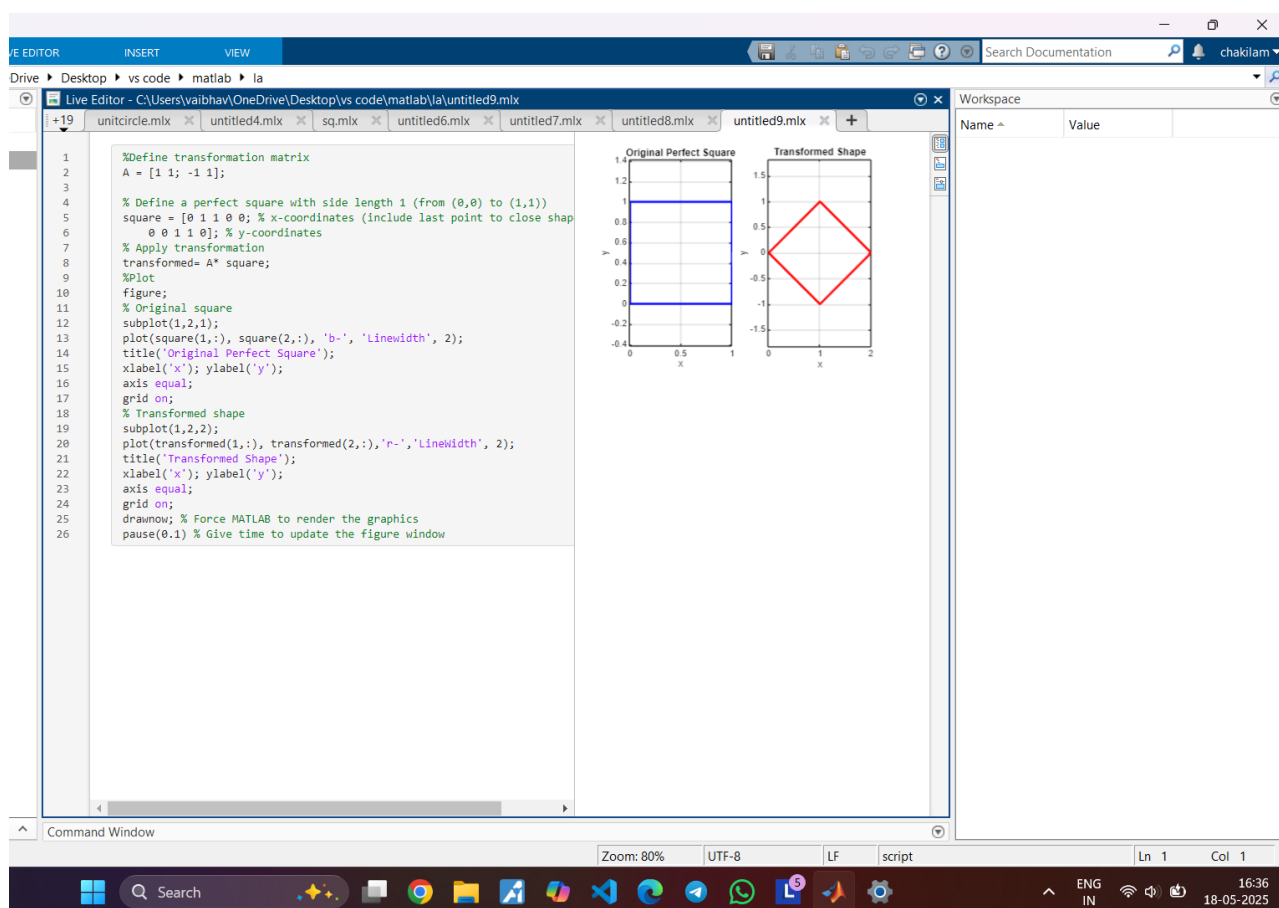 VE EDITOR INSERT VIEW Search Documentation chakilam
Drive Desktop vs code matlab la
Live Editor - C:\Users\vaibhav\OneDrive\Desktop\vs code\matlab\la\untitled9.mlx Workspace
+19 unitcircle.mlx untitled4.mlx sq.mlx untitled6.mlx untitled7.mlx untitled8.mlx untitled9.mlx + Name Value
1 %Define transformation matrix
2 A = [1 1; -1 1];
3
4 % Define a perfect square with side length 1 (from (0,0) to (1,1))
5 square = [0 1 1 0 0; % x-coordinates (include last point to close shap
6 0 0 1 1 0]; % y-coordinates
7 % Apply transformation
8 transformed= A* square;
9 %Plot
10 figure;
11 % Original square
12 subplot(1,2,1);
13 plot(square(1,:), square(2,:), 'b-', 'Linewidth', 2);
14 title('Original Perfect Square');
15 xlabel('x'); ylabel('y');
16 axis equal;
17 grid on;
18 % Transformed shape
19 subplot(1,2,2);
20 plot(transformed(1,:), transformed(2,:),'r-','LineWidth', 2);
21 title('Transformed Shape');
22 xlabel('x'); ylabel('y');
23 axis equal;
24 grid on;
25 drawnow; % Force MATLAB to render the graphics
26 pause(0.1) % Give time to update the figure window
Original Perfect Square
1.4
1.2
1
0.8
0.6
0.4
0.2
0
-0.2
-0.4
y
0 0.5 1
x
Transformed Shape
1.5
1
0.5
0
-0.5
-1
-1.5
y
0 1 2
x
Command Window
Zoom: 80% UTF-8 LF script Ln 1 Col 1
Search L 5 ENG IN 16:36
18-05-2025